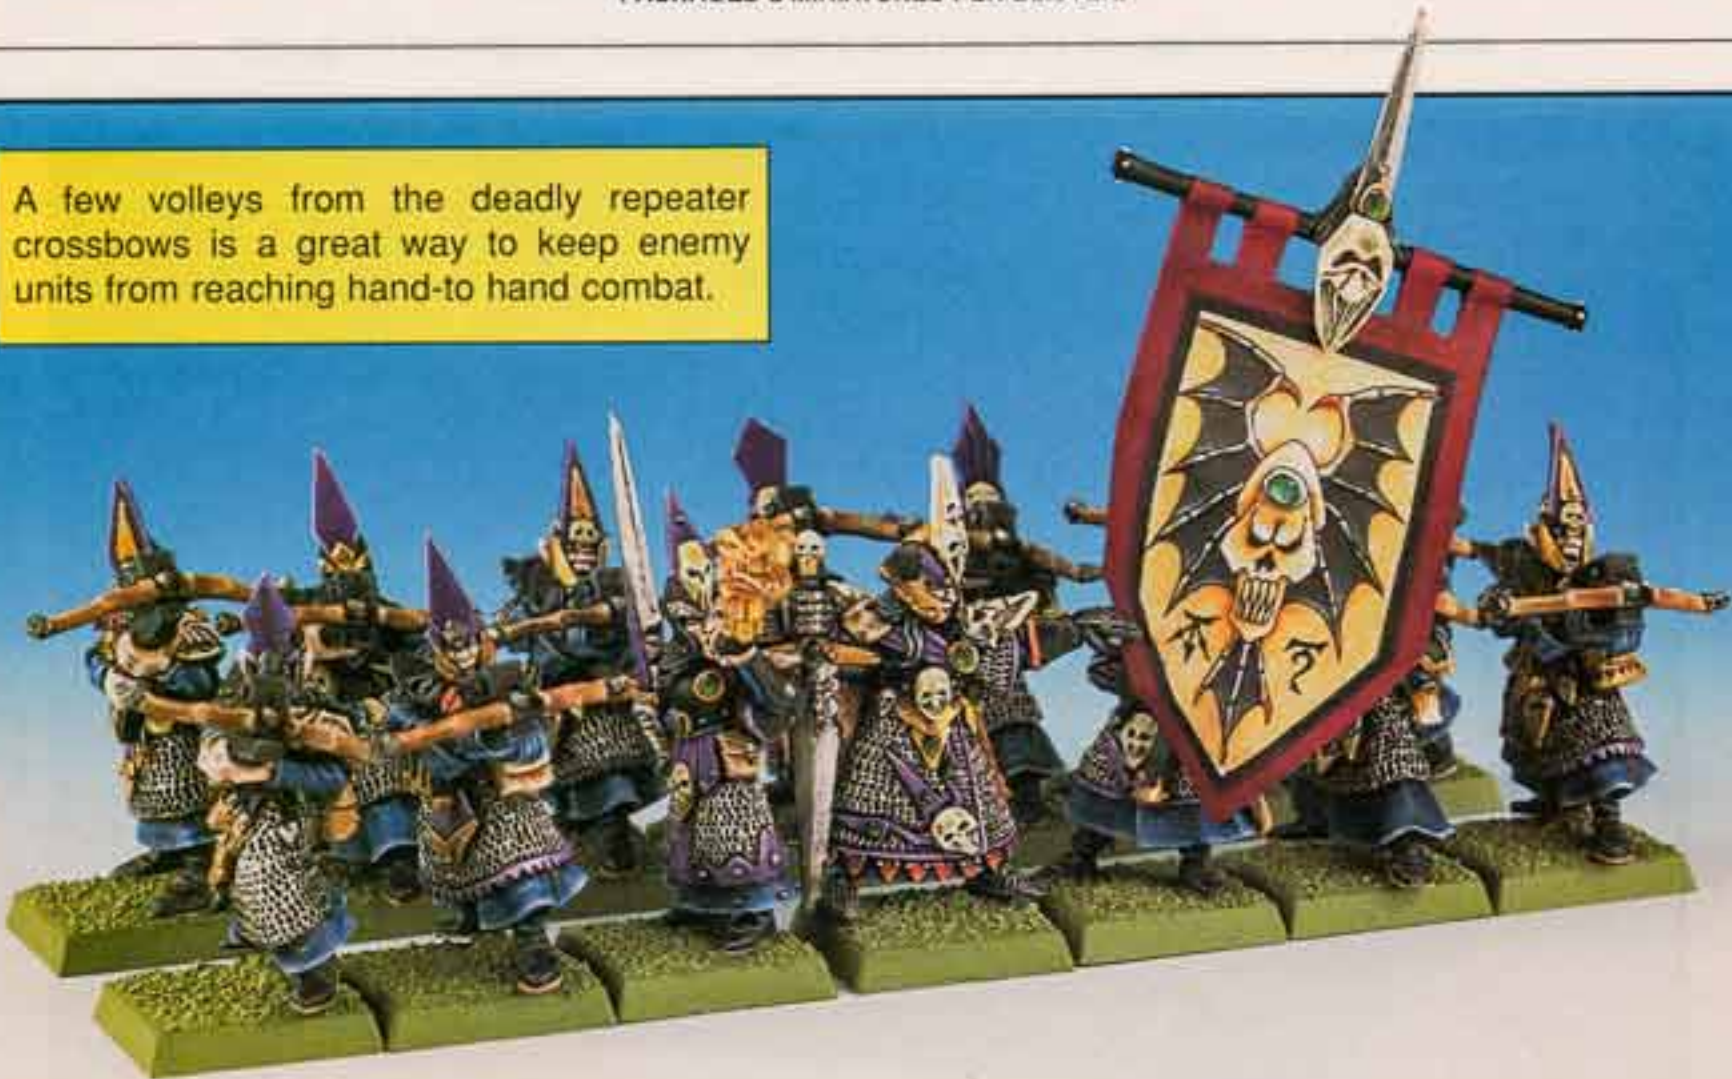 A few volleys from the deadly repeater
crossbows is a great way to keep enemy
units from reaching hand-to hand combat.